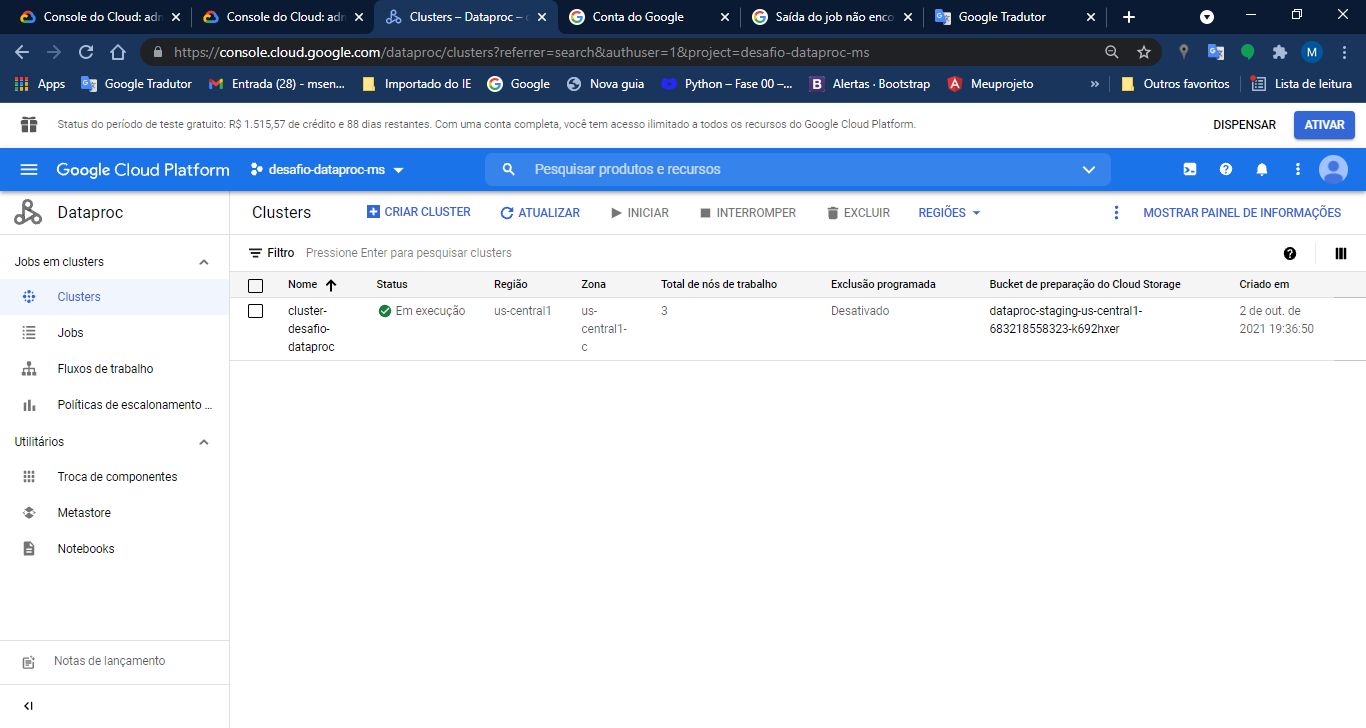 Console do Cloud: adn
Console do Cloud: adn
Clusters – Dataproc –
Conta do Google
Saída do job não enco
Google Tradutor
https://console.cloud.google.com/dataproc/clusters?referrer=search&authuser=1&project=desafio-dataproc-ms
M
Apps
Google Tradutor
Entrada (28) - msen...
Importado do IE
Google
Nova guia
Python – Fase 00 –...
B
Alertas · Bootstrap
Meuprojeto
»
Outros favoritos
Lista de leitura
Status do período de teste gratuito: R$ 1.515,57 de crédito e 88 dias restantes. Com uma conta completa, você tem acesso ilimitado a todos os recursos do Google Cloud Platform.
DISPENSAR
ATIVAR
Google Cloud Platform
desafio-dataproc-ms
Pesquisar produtos e recursos
Dataproc
Clusters
CRIAR CLUSTER
ATUALIZAR
INICIAR
INTERROMPER
EXCLUIR
REGIÕES
MOSTRAR PAINEL DE INFORMAÇÕES
Jobs em clusters
Clusters
Jobs
Fluxos de trabalho
Políticas de escalonamento ...
Utilitários
Troca de componentes
Metastore
Notebooks
Notas de lançamento
Filtro
Pressione Enter para pesquisar clusters
Nome
Status
Região
Zona
Total de nós de trabalho
Exclusão programada
Bucket de preparação do Cloud Storage
Criado em
cluster-
desafio-
dataproc
Em execução
us-central1
us-
central1-
c
3
Desativado
dataproc-staging-us-central1-
683218558323-k692hxer
2 de out. de
2021 19:36:50